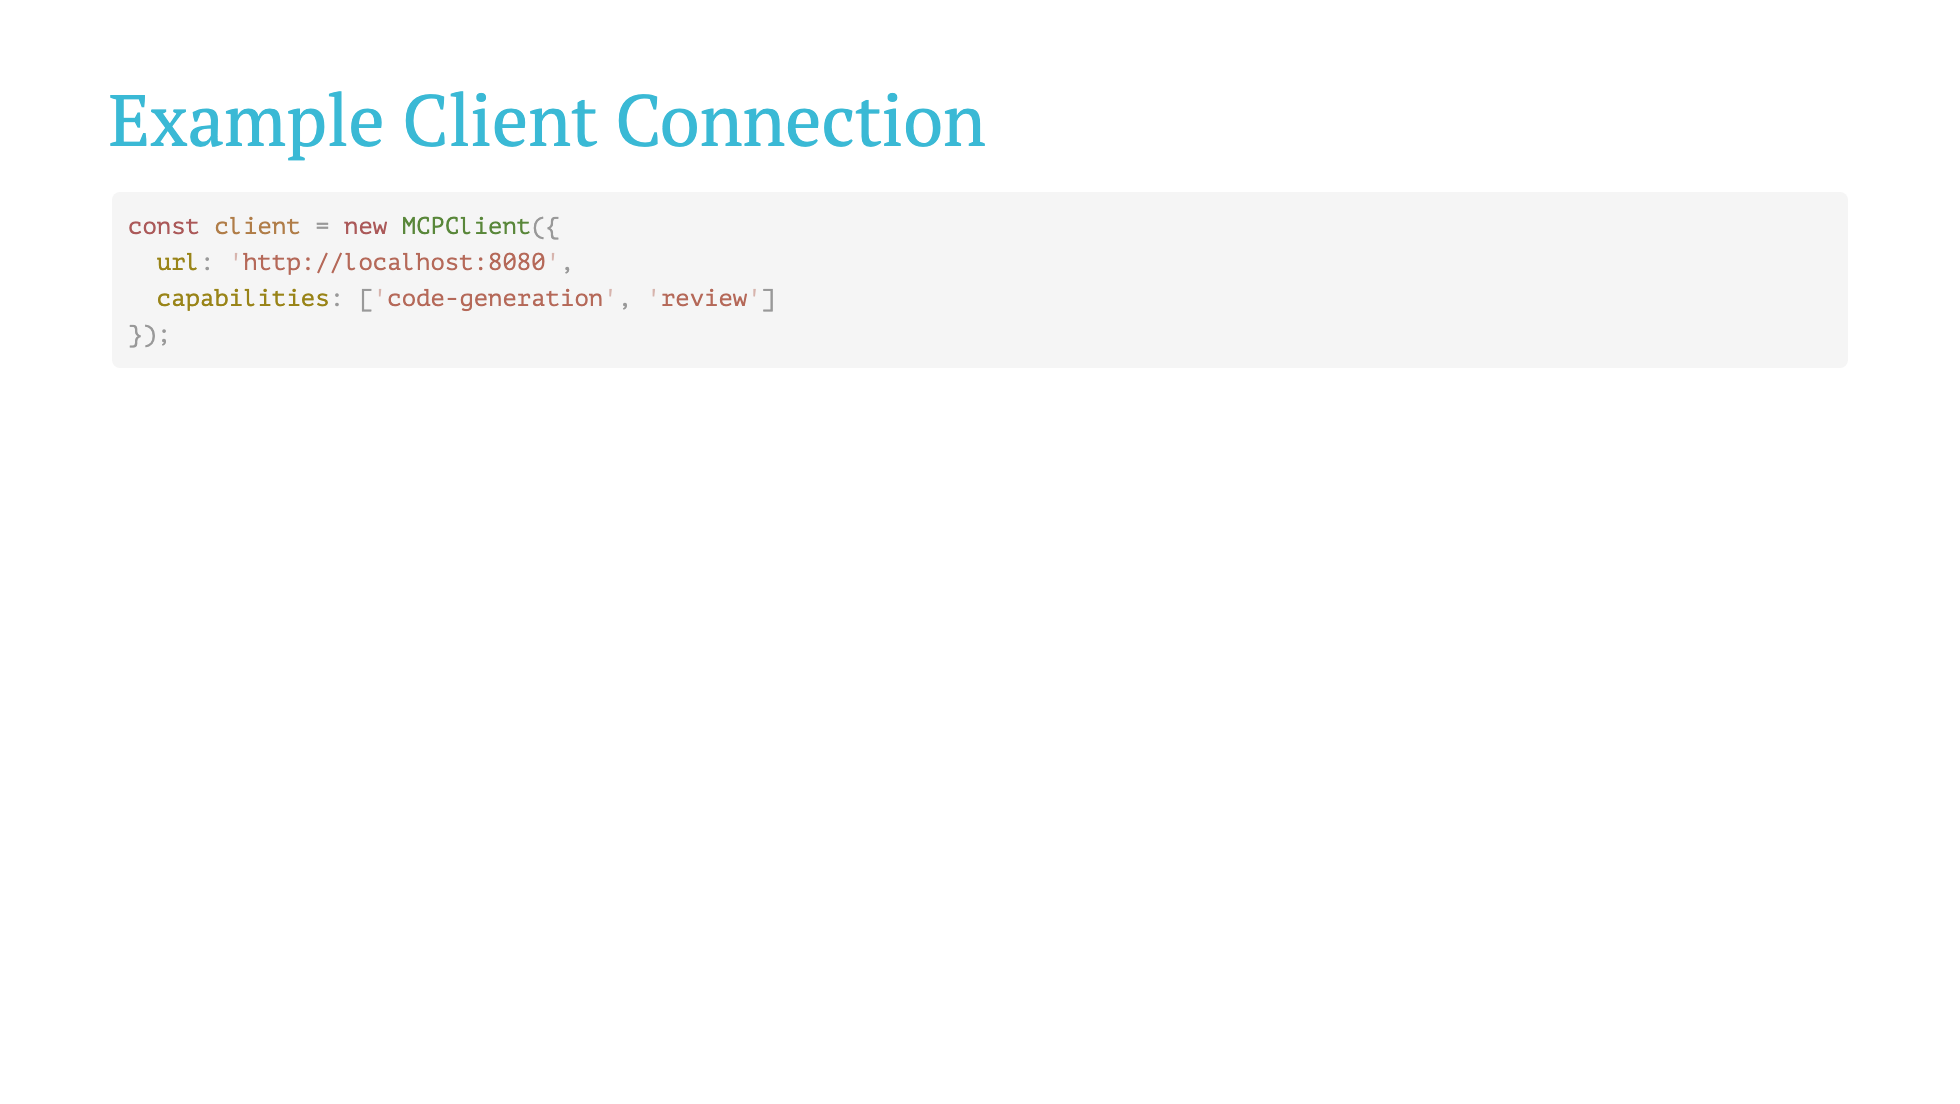 Example Client Connection
const client = new MCPClient({
  url: 'http://localhost:8080',
  capabilities: ['code-generation', 'review']
});